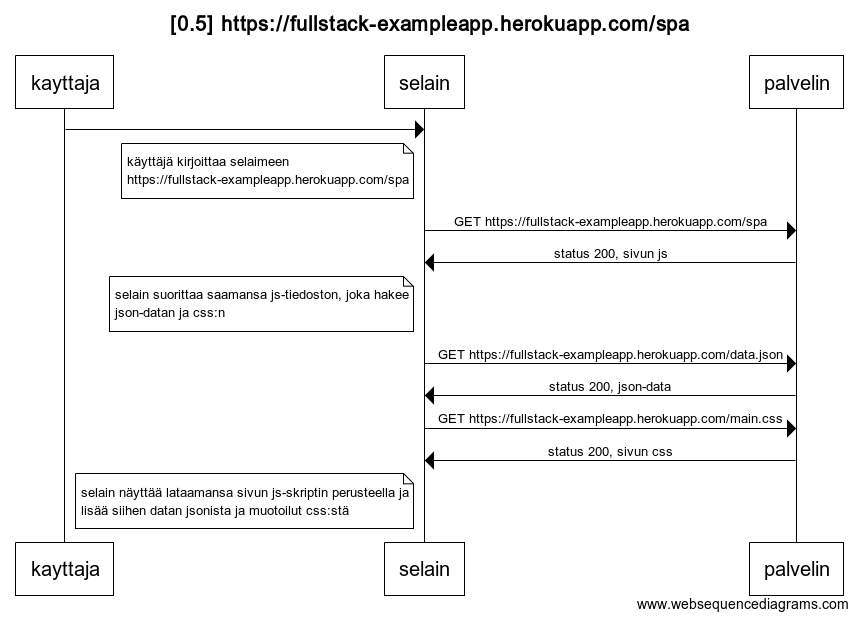 [0.5] https://fullstack-exampleapp.herokuapp.com/spa
kayttaja
selain
palvelin
käyttäjä kirjoittaa selaimeen
https://fullstack-exampleapp.herokuapp.com/spa
GET https://fullstack-exampleapp.herokuapp.com/spa
status 200, sivun js
selain suorittaa saamansa js-tiedoston, joka hakee
json-datan ja css:n
GET https://fullstack-exampleapp.herokuapp.com/data.json
status 200, json-data
GET https://fullstack-exampleapp.herokuapp.com/main.css
status 200, sivun css
selain näyttää lataamansa sivun js-skriptin perusteella ja
lisää siihen datan jsonista ja muotoilut css:stä
kayttaja
selain
palvelin
www.websequencediagrams.com